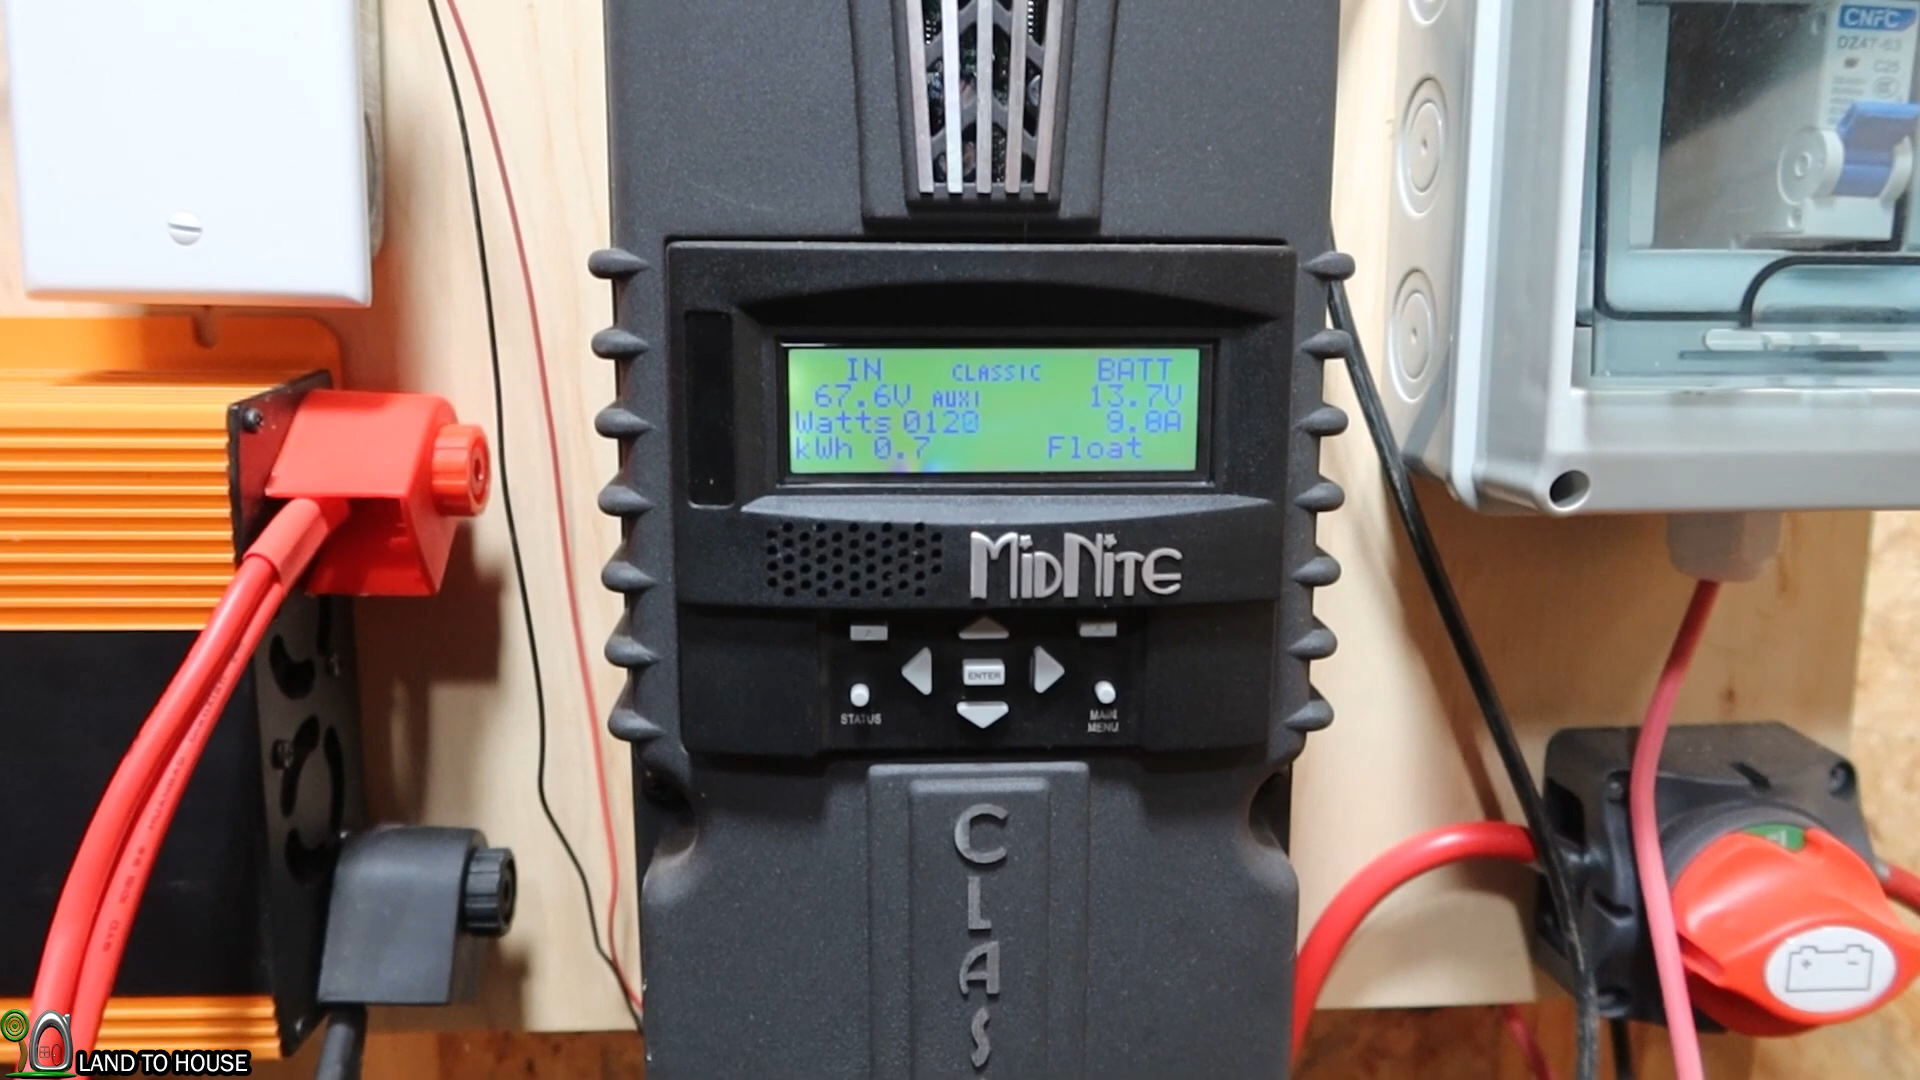 CNFC
DZ47-63
C25
IN CLASSIC BATT
67.6V AUX1 13.7V
Watts 0120 9.8A
kWh 0.7 Float
MIDNITE
ENTER
STATUS
MAIN
MENU
CLAS
LAND TO HOUSE